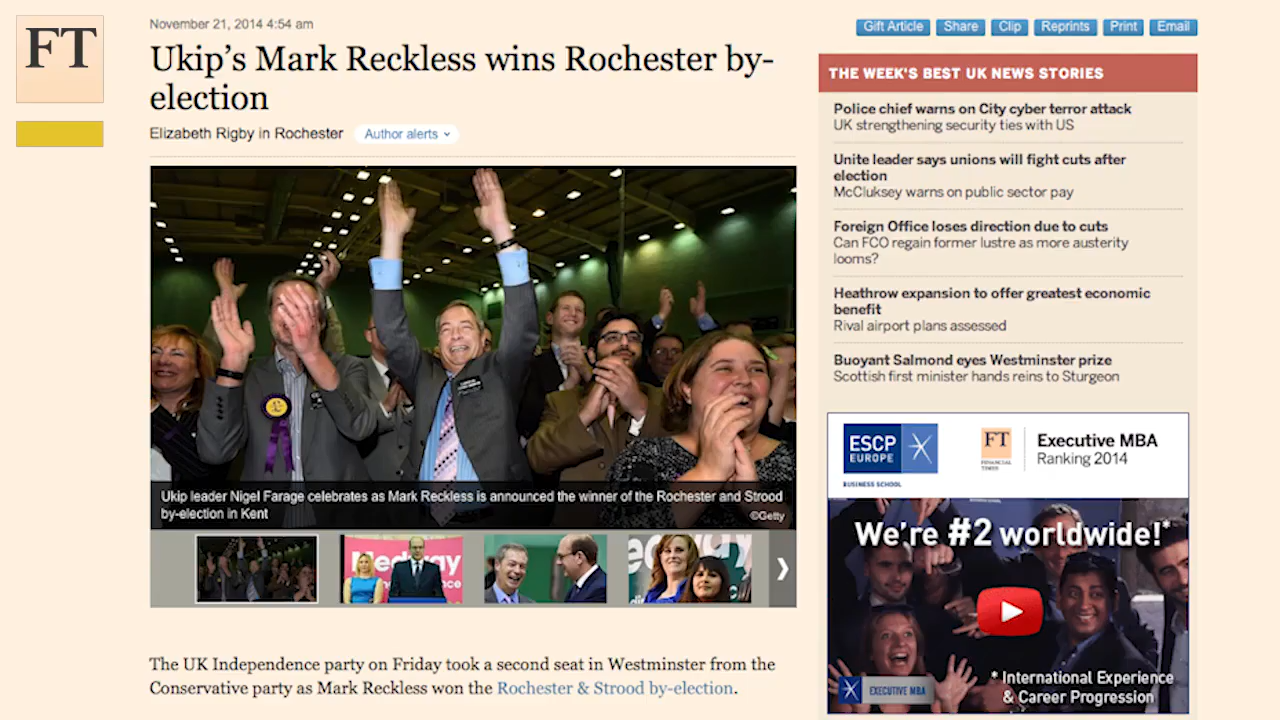 FT
November 21, 2014 4:54 am
Ukip’s Mark Reckless wins Rochester by-
election
Elizabeth Rigby in Rochester
Author alerts
Ukip leader Nigel Farage celebrates as Mark Reckless is announced the winner of the Rochester and Strood
by-election in Kent
©Getty
The UK Independence party on Friday took a second seat in Westminster from the
Conservative party as Mark Reckless won the Rochester & Strood by-election.
Gift Article Share Clip Reprints Print Email
THE WEEK'S BEST UK NEWS STORIES
Police chief warns on City cyber terror attack
UK strengthening security ties with US
Unite leader says unions will fight cuts after
election
McCluksey warns on public sector pay
Foreign Office loses direction due to cuts
Can FCO regain former lustre as more austerity
looms?
Heathrow expansion to offer greatest economic
benefit
Rival airport plans assessed
Buoyant Salmond eyes Westminster prize
Scottish first minister hands reins to Sturgeon
ESCP
EUROPE
BUSINESS SCHOOL
FT
FINANCIAL
TIMES
Executive MBA
Ranking 2014
We're #2 worldwide!*
EXECUTIVE MBA
* International Experience
& Career Progression